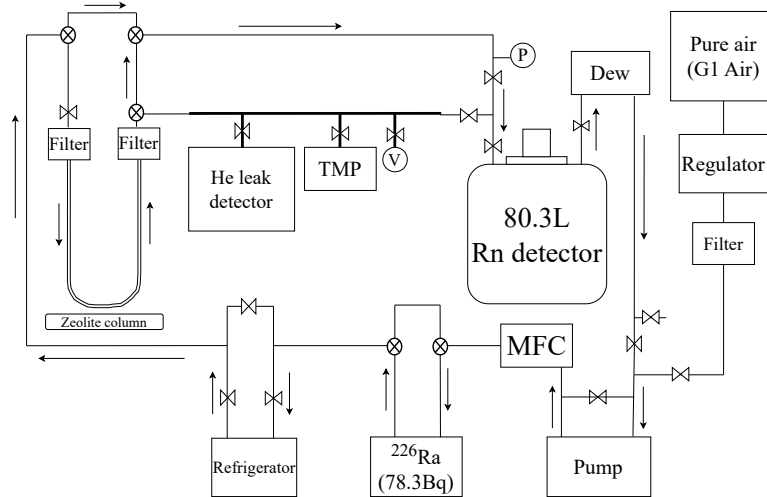 P
Pure air
(G1 Air)
Dew
Filter
Filter
He leak
detector
TMP
V
Regulator
80.3L
Rn detector
Filter
Zeolite column
MFC
Refrigerator
²²⁶Ra
(78.3Bq)
Pump